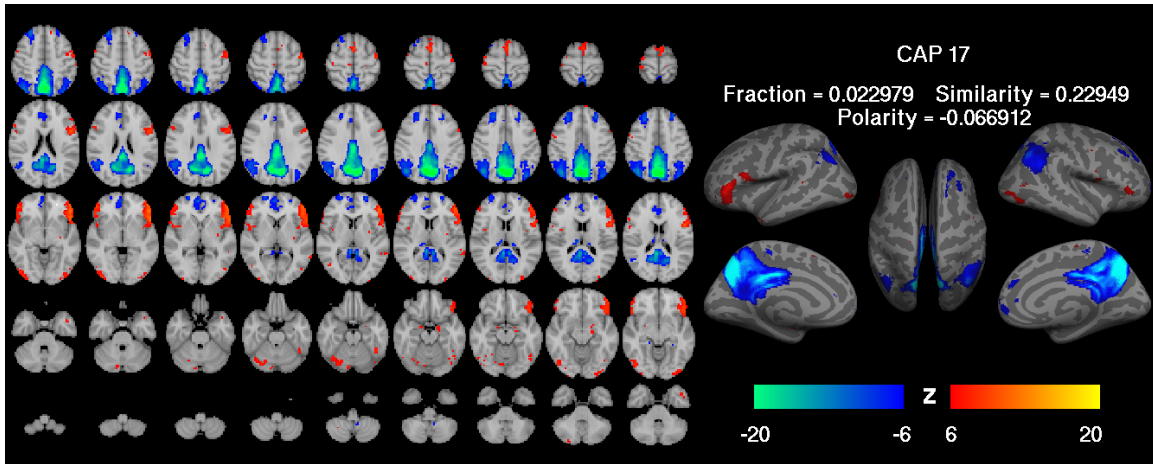 CAP 17
Fraction = 0.022979 Similarity = 0.22949
Polarity = -0.066912
z
-20 -6 6 20